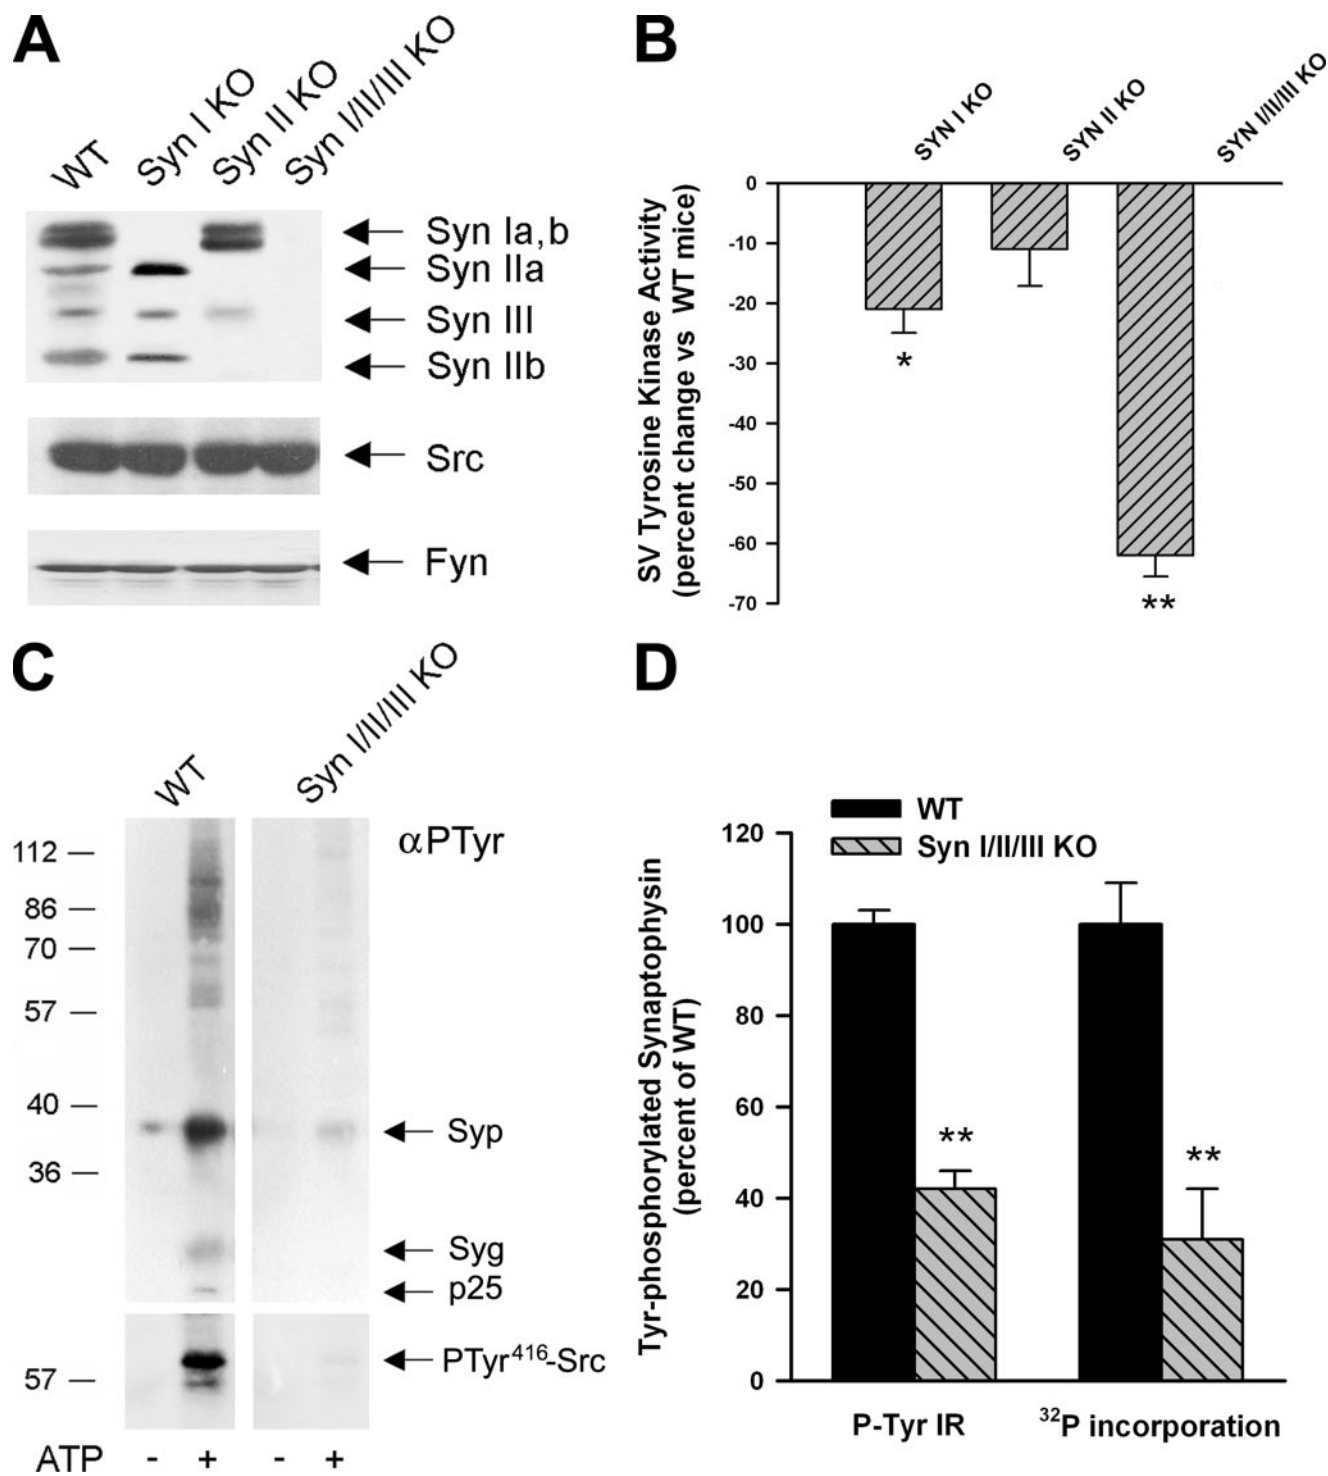 A
WT
Syn I KO
Syn II KO
Syn I/II/III KO
Syn Ia,b
Syn IIa
Syn III
Syn IIb
Src
Fyn
B
SYN I KO
SYN II KO
SYN I/II/III KO
SV Tyrosine Kinase Activity
(percent change vs WT mice)
0
-10
-20
-30
-40
-50
-60
-70
*
**
C
WT
Syn I/II/III KO
αPTyr
112
86
70
57
40
36
Syp
Syg
p25
PTyr416-Src
57
ATP - + - +
D
WT
Syn I/II/III KO
Tyr-phosphorylated Synaptophysin
(percent of WT)
120
100
80
60
40
20
0
**
**
P-Tyr IR
32P incorporation